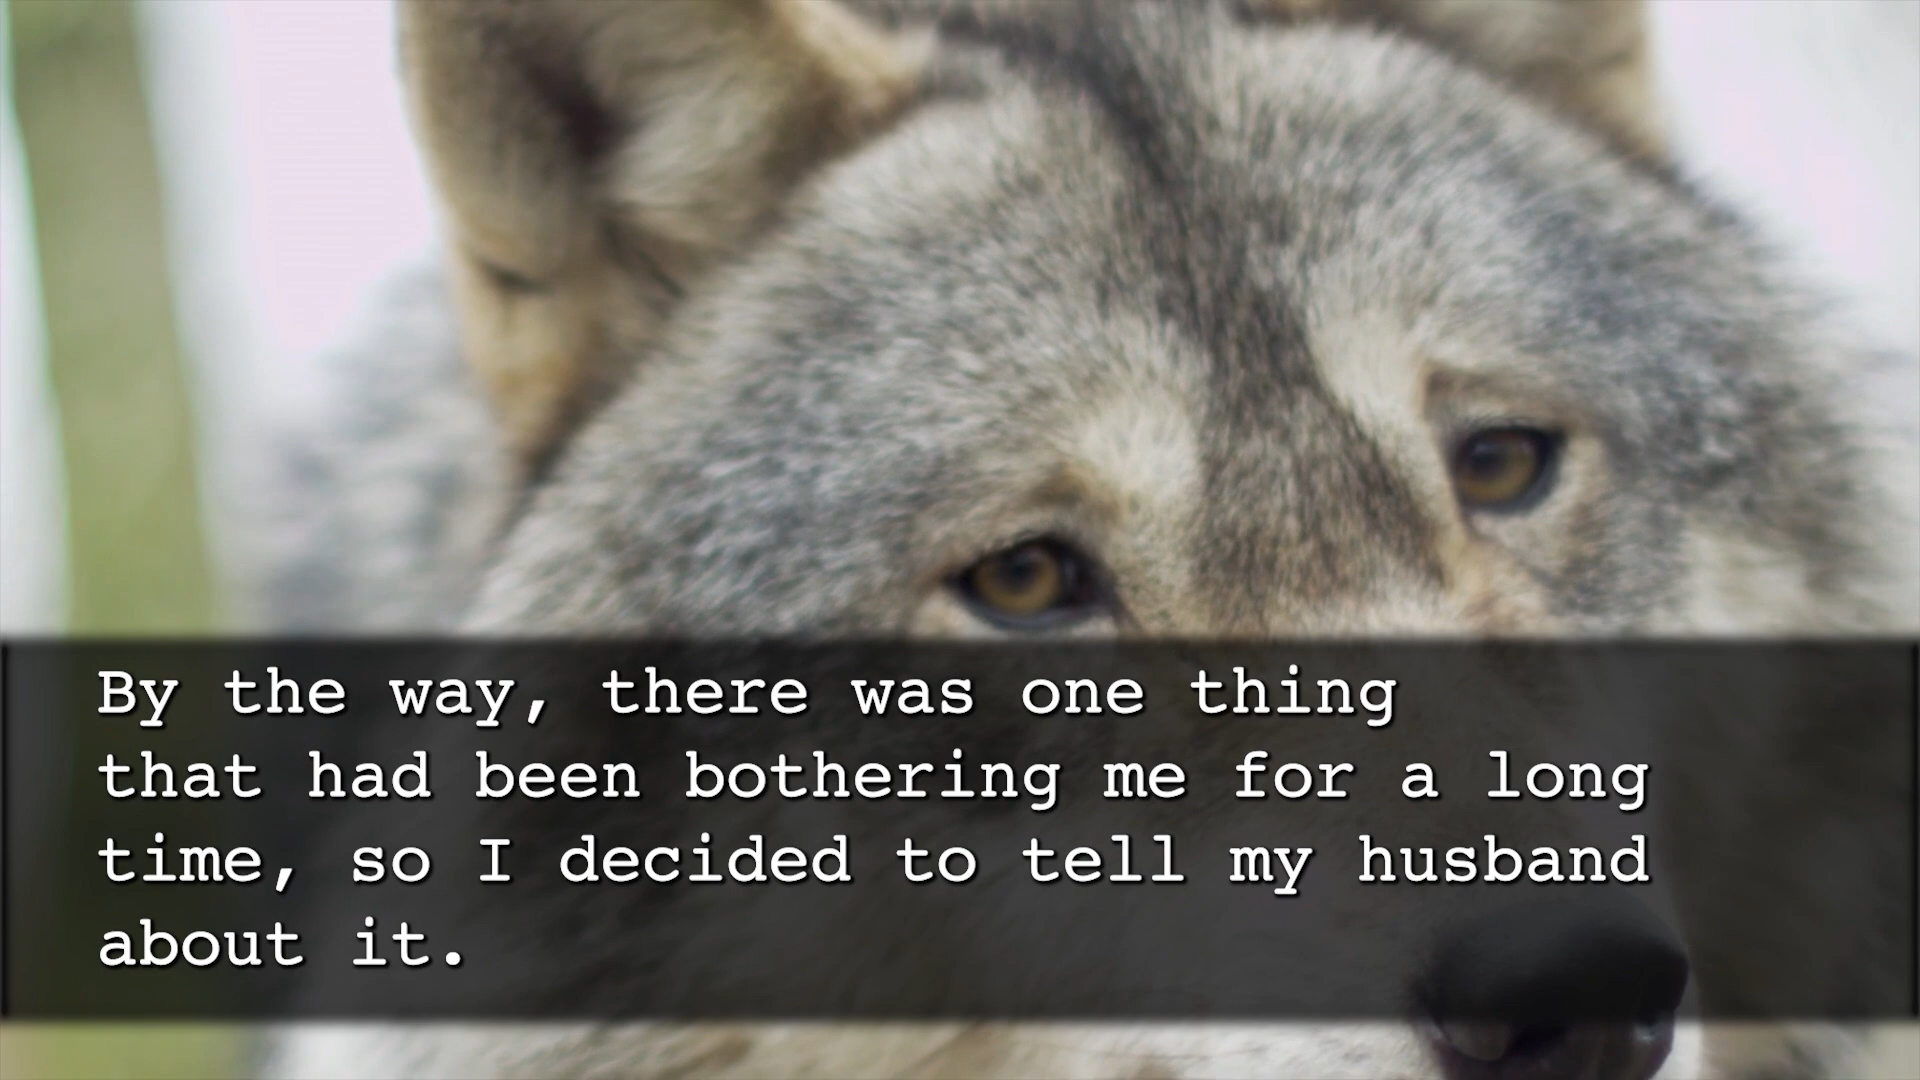 By the way, there was one thing
that had been bothering me for a long
time, so I decided to tell my husband
about it.